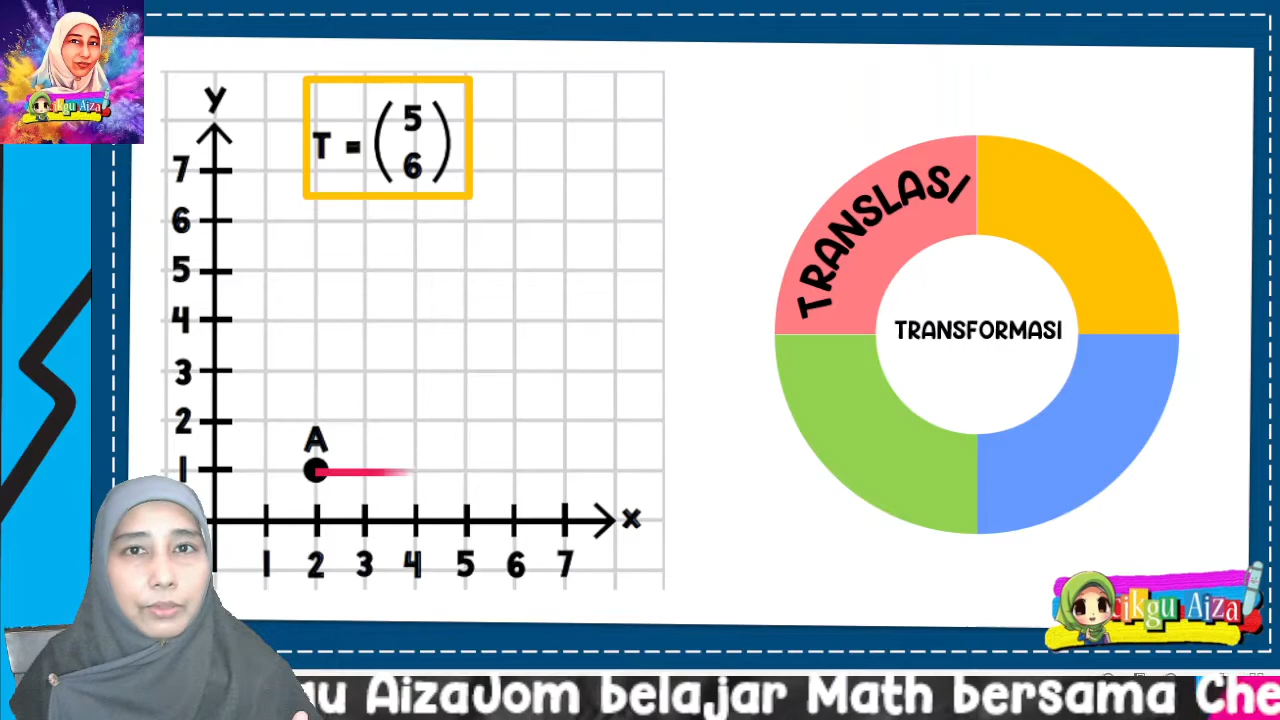 cikgu Aiza
y
T = ( 5
6 )
7
6
5
4
3
2
1
A
x
1 2 3 4 5 6 7
TRANSLASI
TRANSFORMASI
cikgu Aiza
gu AizaJom belajar Math bersama Che